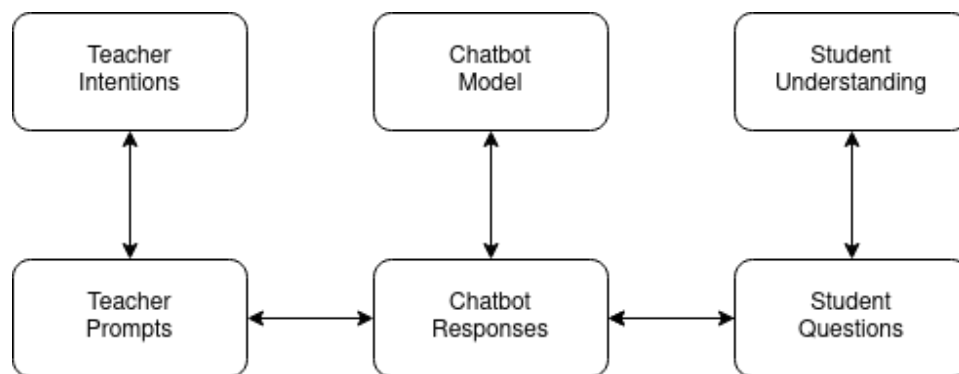 Teacher
Intentions
Chatbot
Model
Student
Understanding
Teacher
Prompts
Chatbot
Responses
Student
Questions